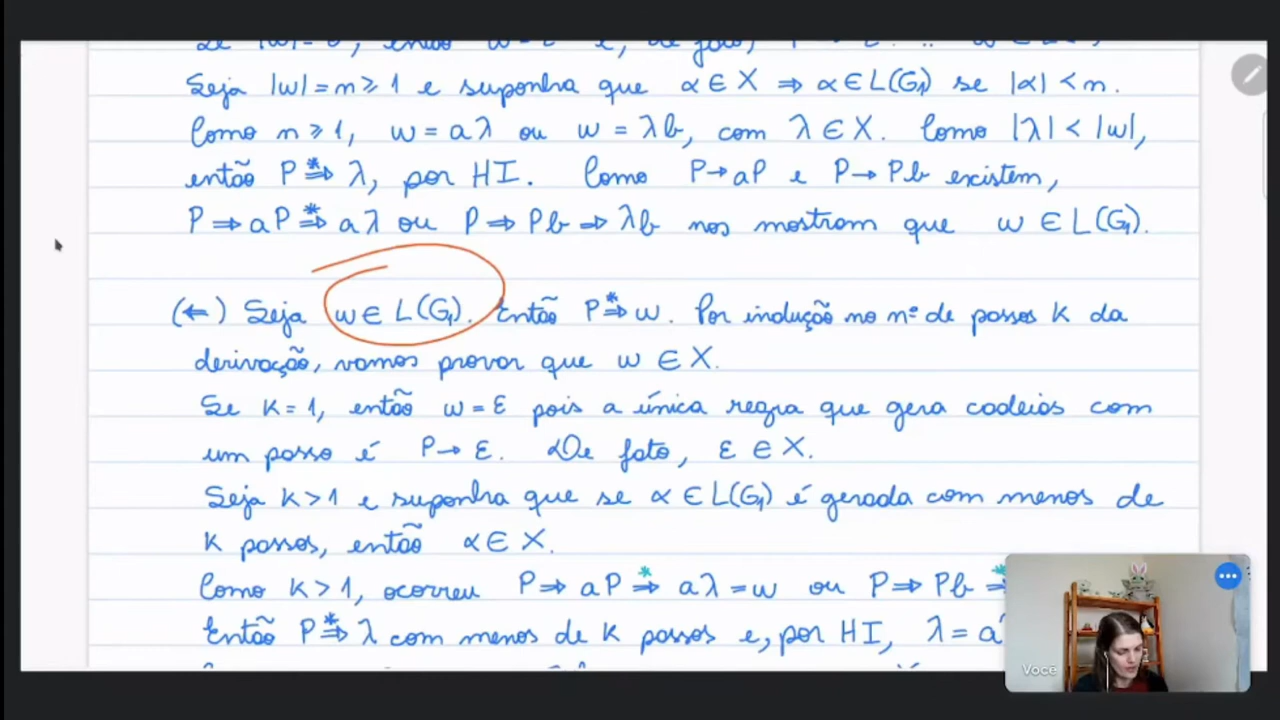 Seja |w| = n ≥ 1 e suponha que α ∈ X ⇒ α ∈ L(G₁) se |α| < n.
Como n ≥ 1, w = aλ ou w = λb, com λ ∈ X. Como |λ| < |w|,
então P ⇒* λ, por HI. Como P → aP e P → Pb existem,
P ⇒ aP ⇒* aλ ou P ⇒ Pb ⇒ λb nos mostram que w ∈ L(G₁).
(⇐) Seja w ∈ L(G₁). Então P ⇒* w. Por indução no nº de passos K da
derivação, vamos provar que w ∈ X.
Se K = 1, então w = ε pois a única regra que gera cadeias com
um passo é P → ε. De fato, ε ∈ X.
Seja K > 1 e suponha que se α ∈ L(G₁) é gerada com menos de
K passos, então α ∈ X.
Como K > 1, ocorreu P ⇒ aP ⇒* aλ = w ou P ⇒ Pb ⇒*
Então P ⇒* λ com menos de K passos e, por HI, λ = a
Você